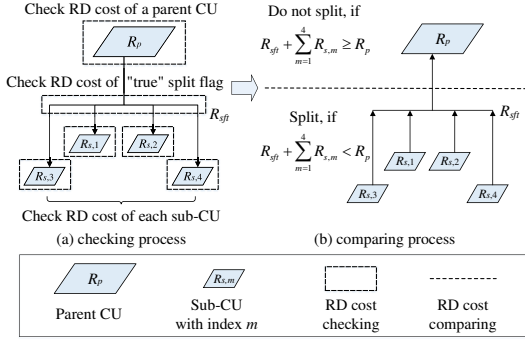 Check RD cost of a parent CU
R_p
Check RD cost of "true" split flag
R_sft
R_s,1
R_s,2
R_s,3
R_s,4
Check RD cost of each sub-CU
(a) checking process
Do not split, if
R_sft + ∑_{m=1}^{4} R_s,m ≥ R_p
Split, if
R_sft + ∑_{m=1}^{4} R_s,m < R_p
R_p
R_sft
R_s,1
R_s,2
R_s,3
R_s,4
(b) comparing process
R_p
Parent CU
R_s,m
Sub-CU
with index m
RD cost
checking
RD cost
comparing